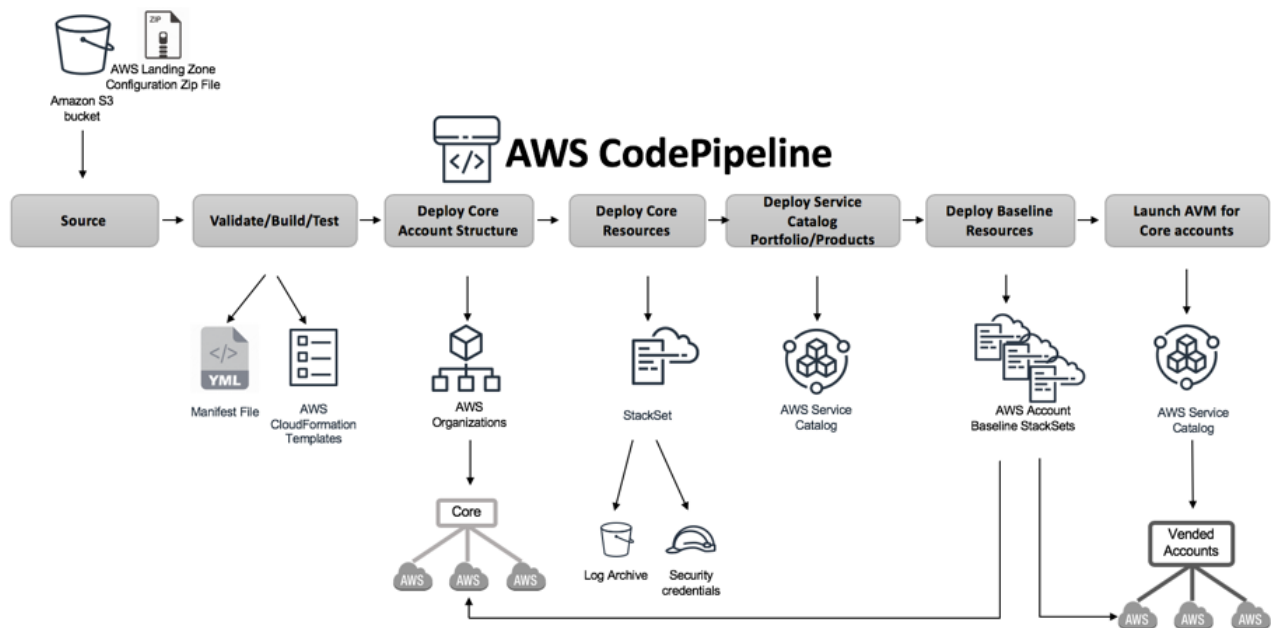 ZIP
AWS Landing Zone
Configuration Zip File
Amazon S3
bucket
</>
AWS CodePipeline
Source
Validate/Build/Test
Deploy Core
Account Structure
Deploy Core
Resources
Deploy Service
Catalog
Portfolio/Products
Deploy Baseline
Resources
Launch AVM for
Core accounts
</>
YML
Manifest File
AWS
CloudFormation
Templates
AWS
Organizations
StackSet
AWS Service
Catalog
AWS Account
Baseline StackSets
AWS Service
Catalog
Core
AWS
AWS
AWS
Log Archive
Security
credentials
Vended
Accounts
AWS
AWS
AWS